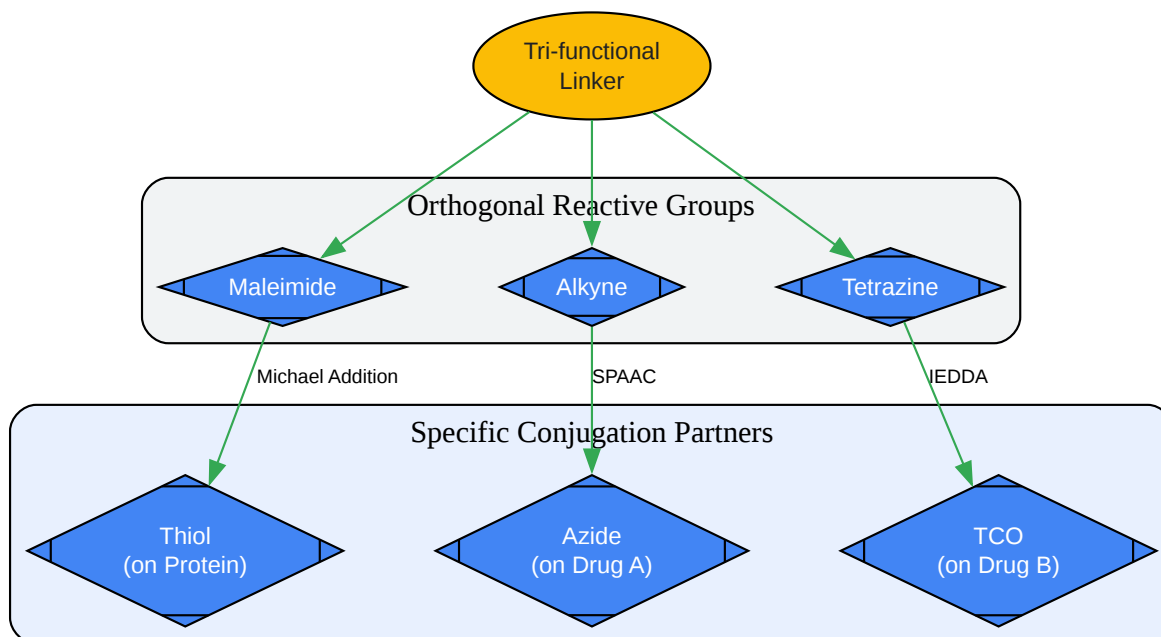 Tri-functional
Linker
Orthogonal Reactive Groups
Maleimide
Alkyne
Tetrazine
Michael Addition
SPAAC
IEDDA
Specific Conjugation Partners
Thiol
(on Protein)
Azide
(on Drug A)
TCO
(on Drug B)